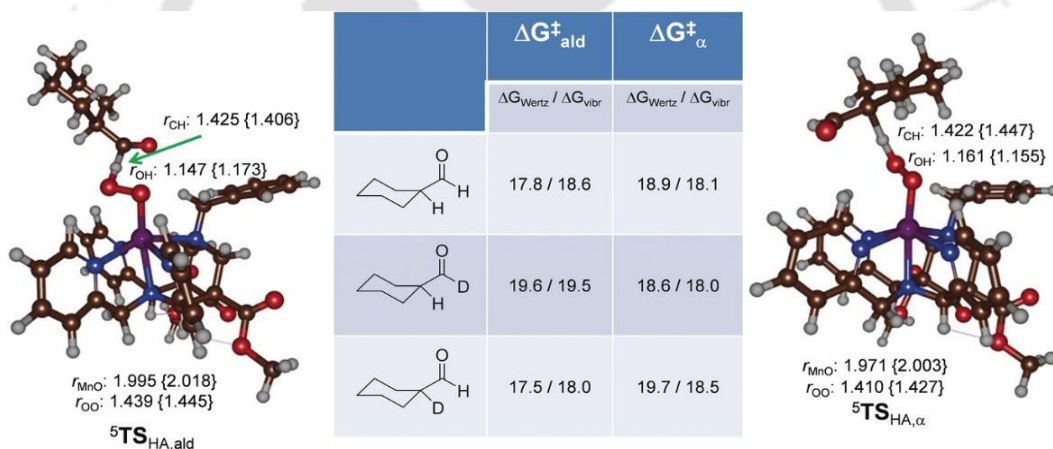 r_CH: 1.425 {1.406}
r_OH: 1.147 {1.173}
r_MnO: 1.995 {2.018}
r_OO: 1.439 {1.445}
⁵TS_HA,ald
ΔG‡_ald ΔG‡_α
ΔG_Wertz / ΔG_vibr ΔG_Wertz / ΔG_vibr
O
H
H
17.8 / 18.6 18.9 / 18.1
O
D
H
19.6 / 19.5 18.6 / 18.0
O
H
D
17.5 / 18.0 19.7 / 18.5
r_CH: 1.422 {1.447}
r_OH: 1.161 {1.155}
r_MnO: 1.971 {2.003}
r_OO: 1.410 {1.427}
⁵TS_HA,α